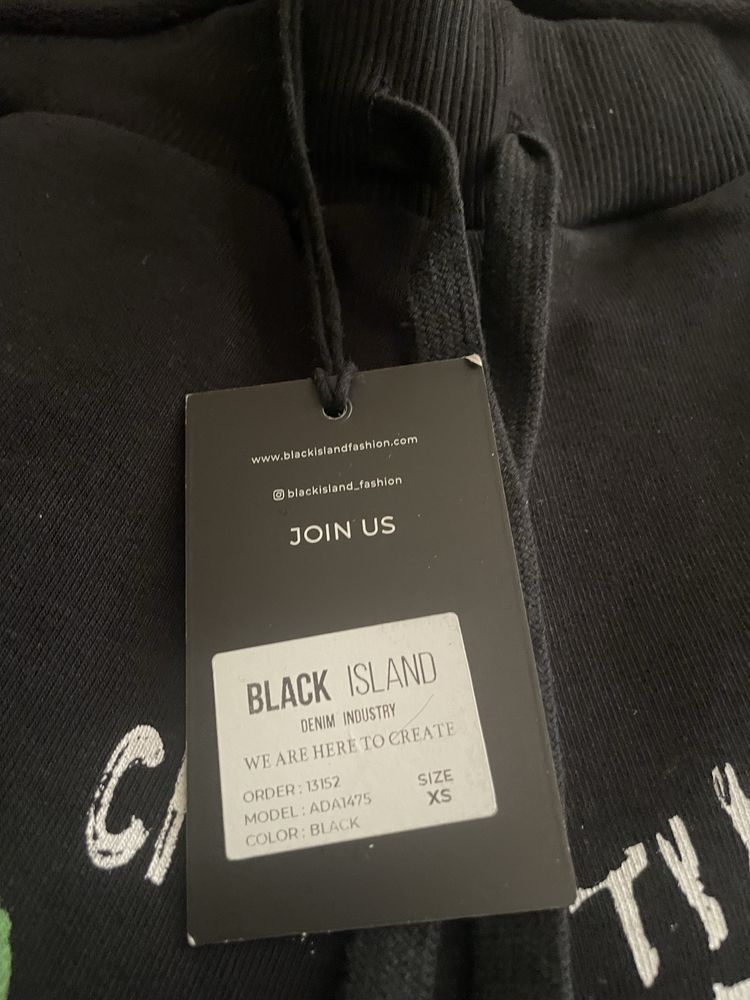 www.blackislandfashion.com
blackisland_fashion
JOIN US
BLACK ISLAND
DENIM INDUSTRY
WE ARE HERE TO CREATE
ORDER : 13152
MODEL : ADA1475
COLOR : BLACK
SIZE
XS